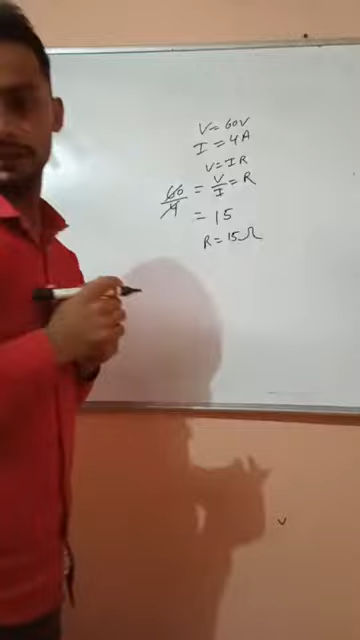 V = 60V
I = 4A
V = IR
60/4 = V/I = R
= 15
R = 15Ω